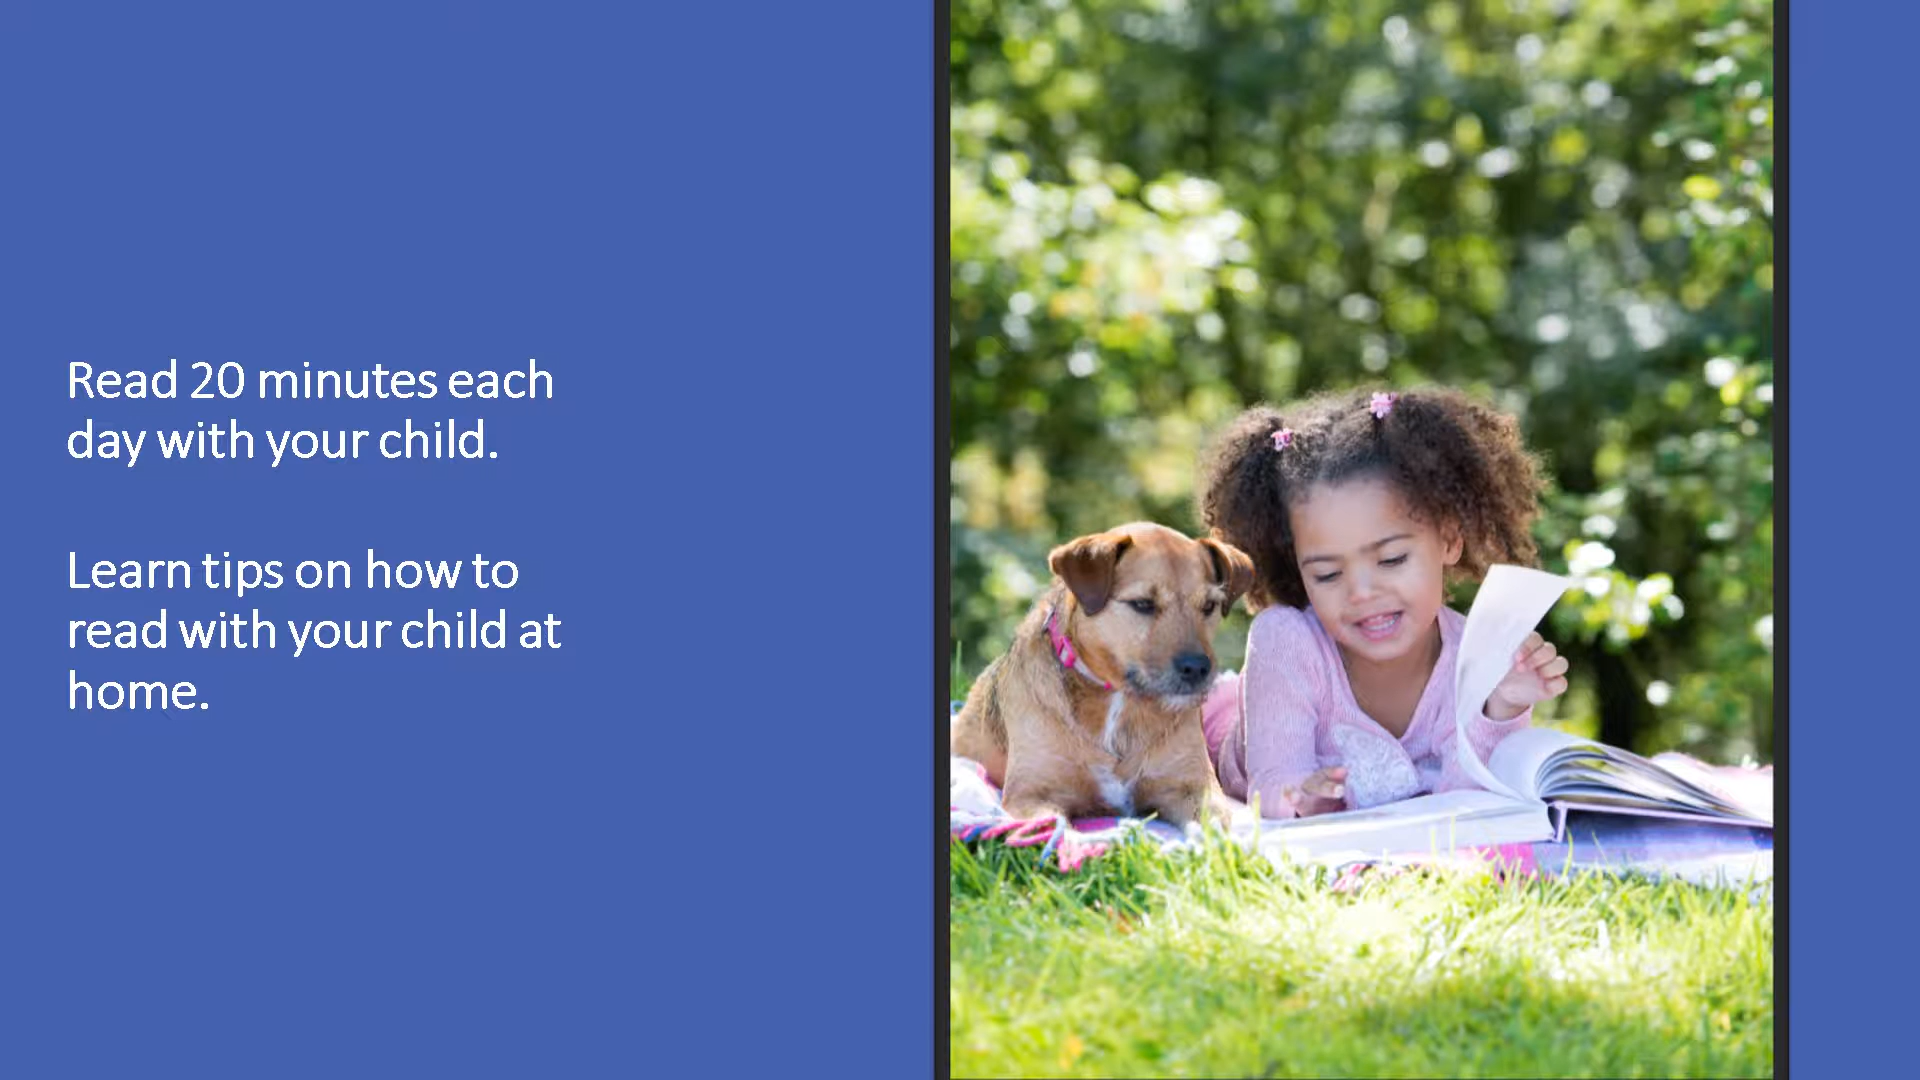 Read 20 minutes each
day with your child.
Learn tips on how to
read with your child at
home.